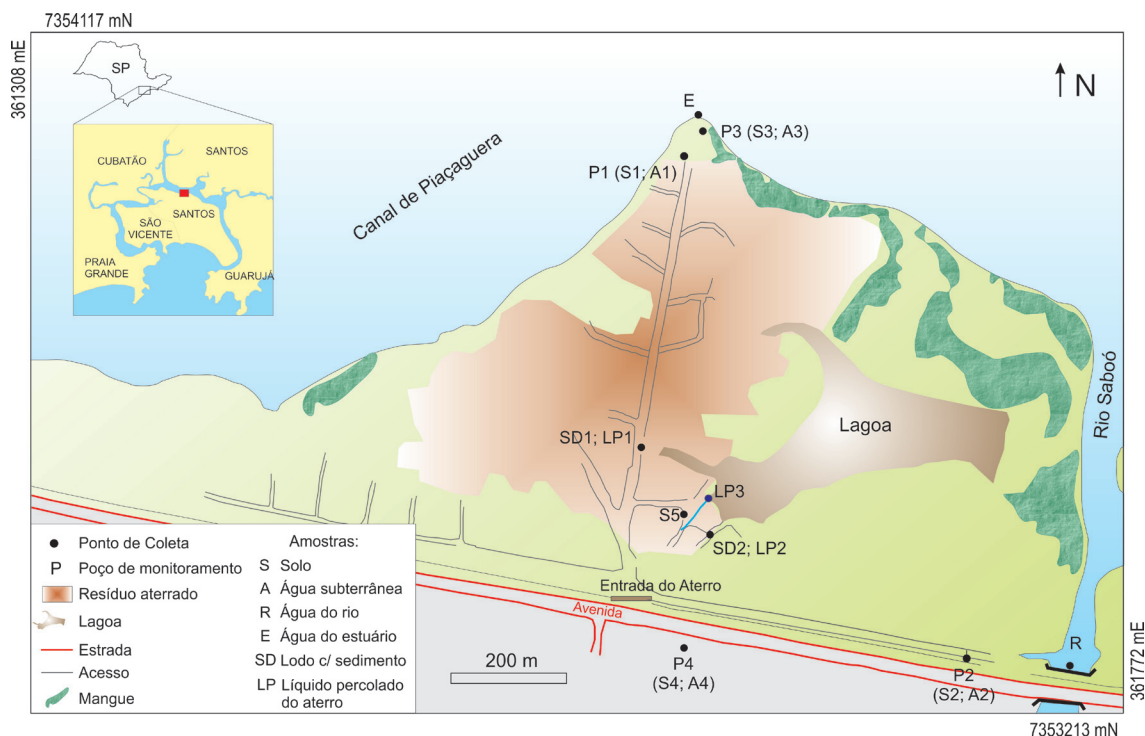 7354117 mN
361308 mE
SP
CUBATÃO
SANTOS
SANTOS
SÃO
VICENTE
PRAIA
GRANDE
GUARUJÁ
N
E
P3 (S3; A3)
P1 (S1; A1)
Canal de Piaçaguera
Rio Saboó
Lagoa
SD1; LP1
LP3
S5
SD2; LP2
Entrada do Aterro
Avenida
200 m
P4
(S4; A4)
P2
(S2; A2)
R
Ponto de Coleta
P Poço de monitoramento
Resíduo aterrado
Lagoa
Estrada
Acesso
Mangue
Amostras:
S Solo
A Água subterrânea
R Água do rio
E Água do estuário
SD Lodo c/ sedimento
LP Líquido percolado
do aterro
361772 mE
7353213 mN